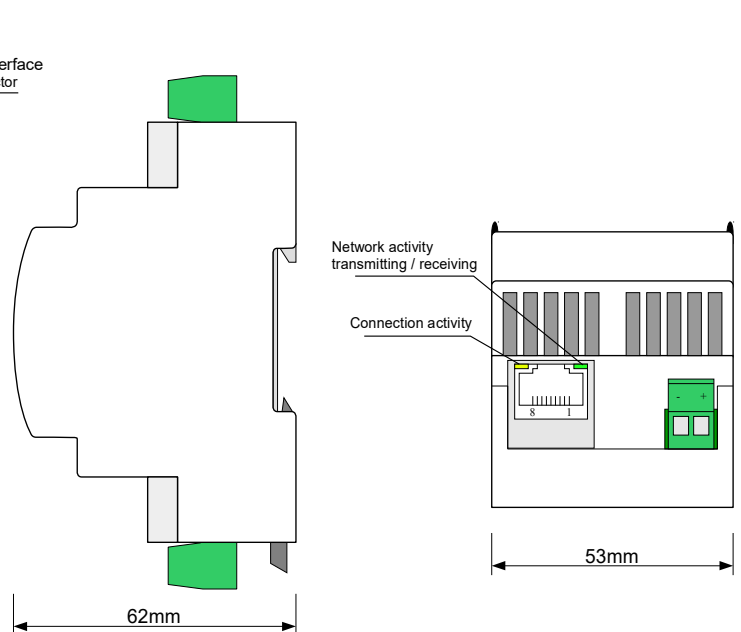 erface
tor
Network activity
transmitting / receiving
Connection activity
8 1
- +
53mm
62mm